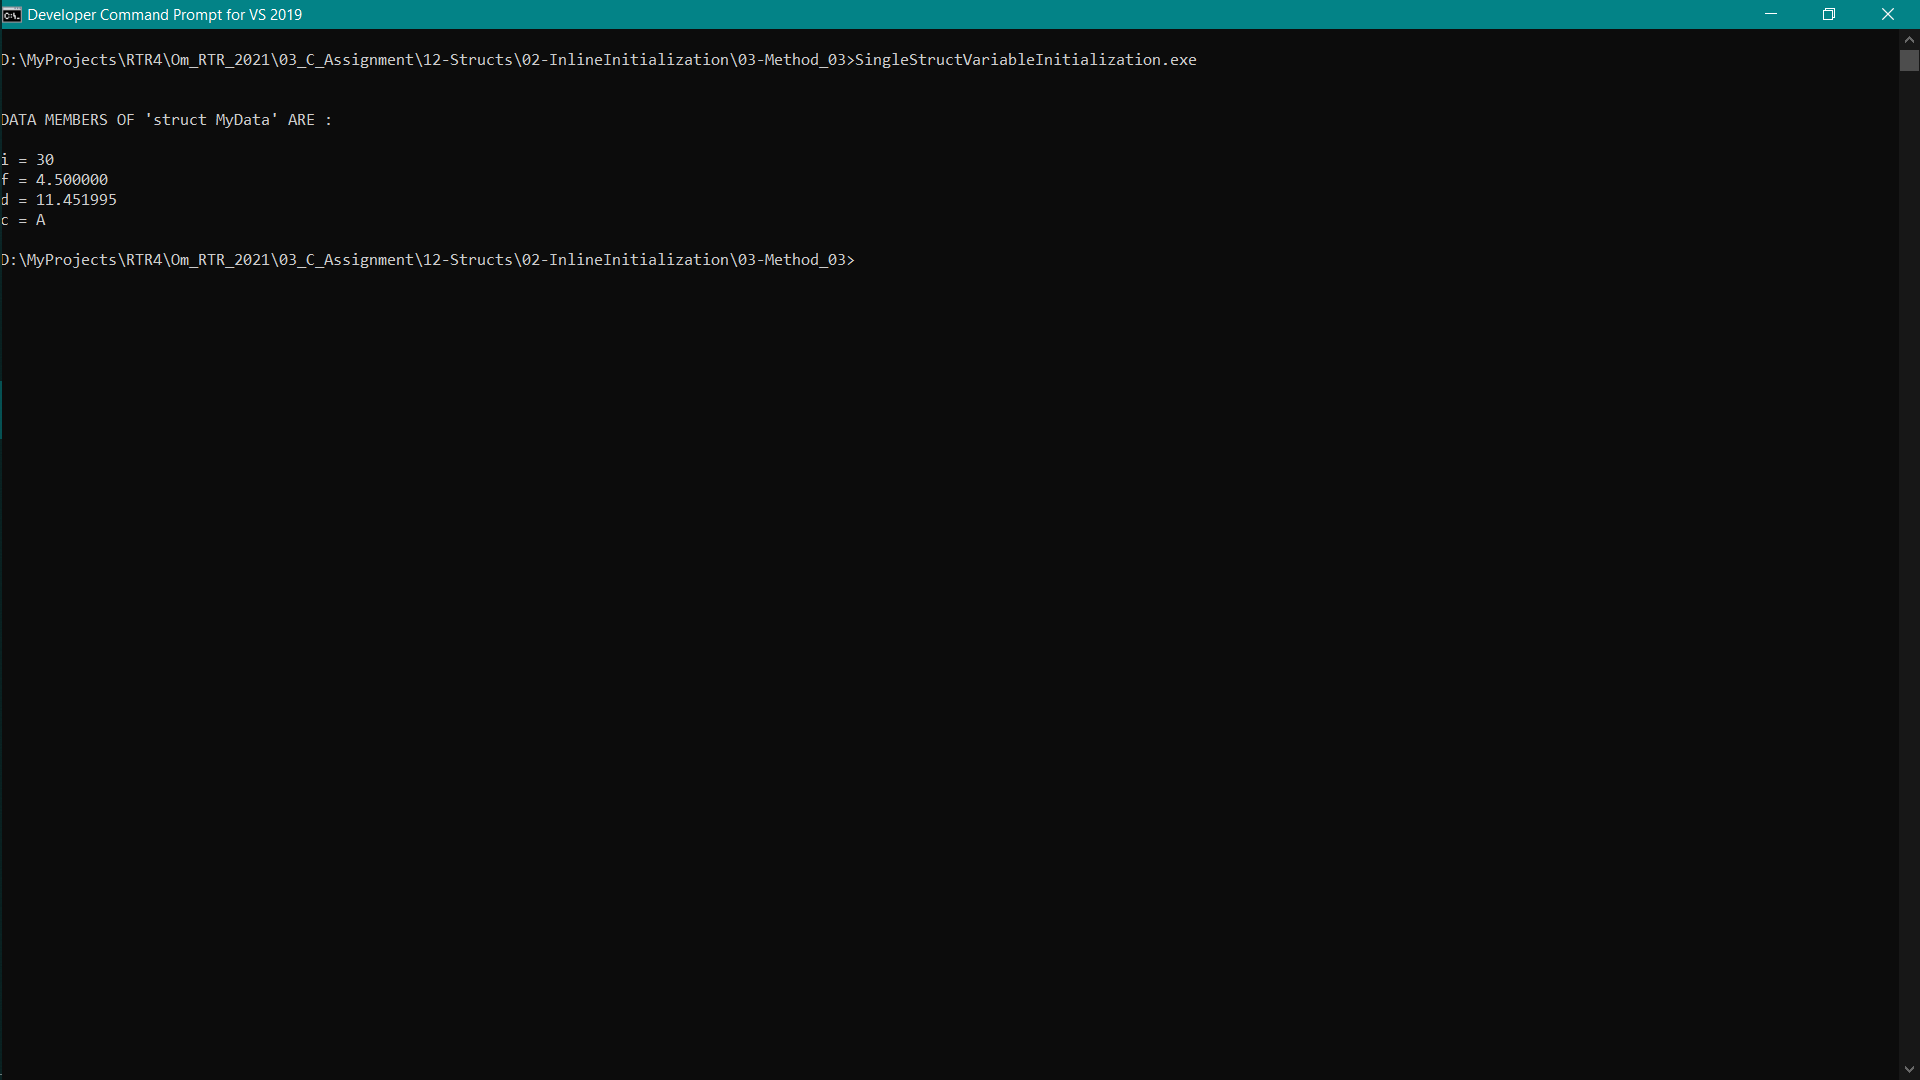 Developer Command Prompt for VS 2019
D:\MyProjects\RTR4\Om_RTR_2021\03_C_Assignment\12-Structs\02-InlineInitialization\03-Method_03>SingleStructVariableInitialization.exe
DATA MEMBERS OF 'struct MyData' ARE :
i = 30
f = 4.500000
d = 11.451995
c = A
D:\MyProjects\RTR4\Om_RTR_2021\03_C_Assignment\12-Structs\02-InlineInitialization\03-Method_03>